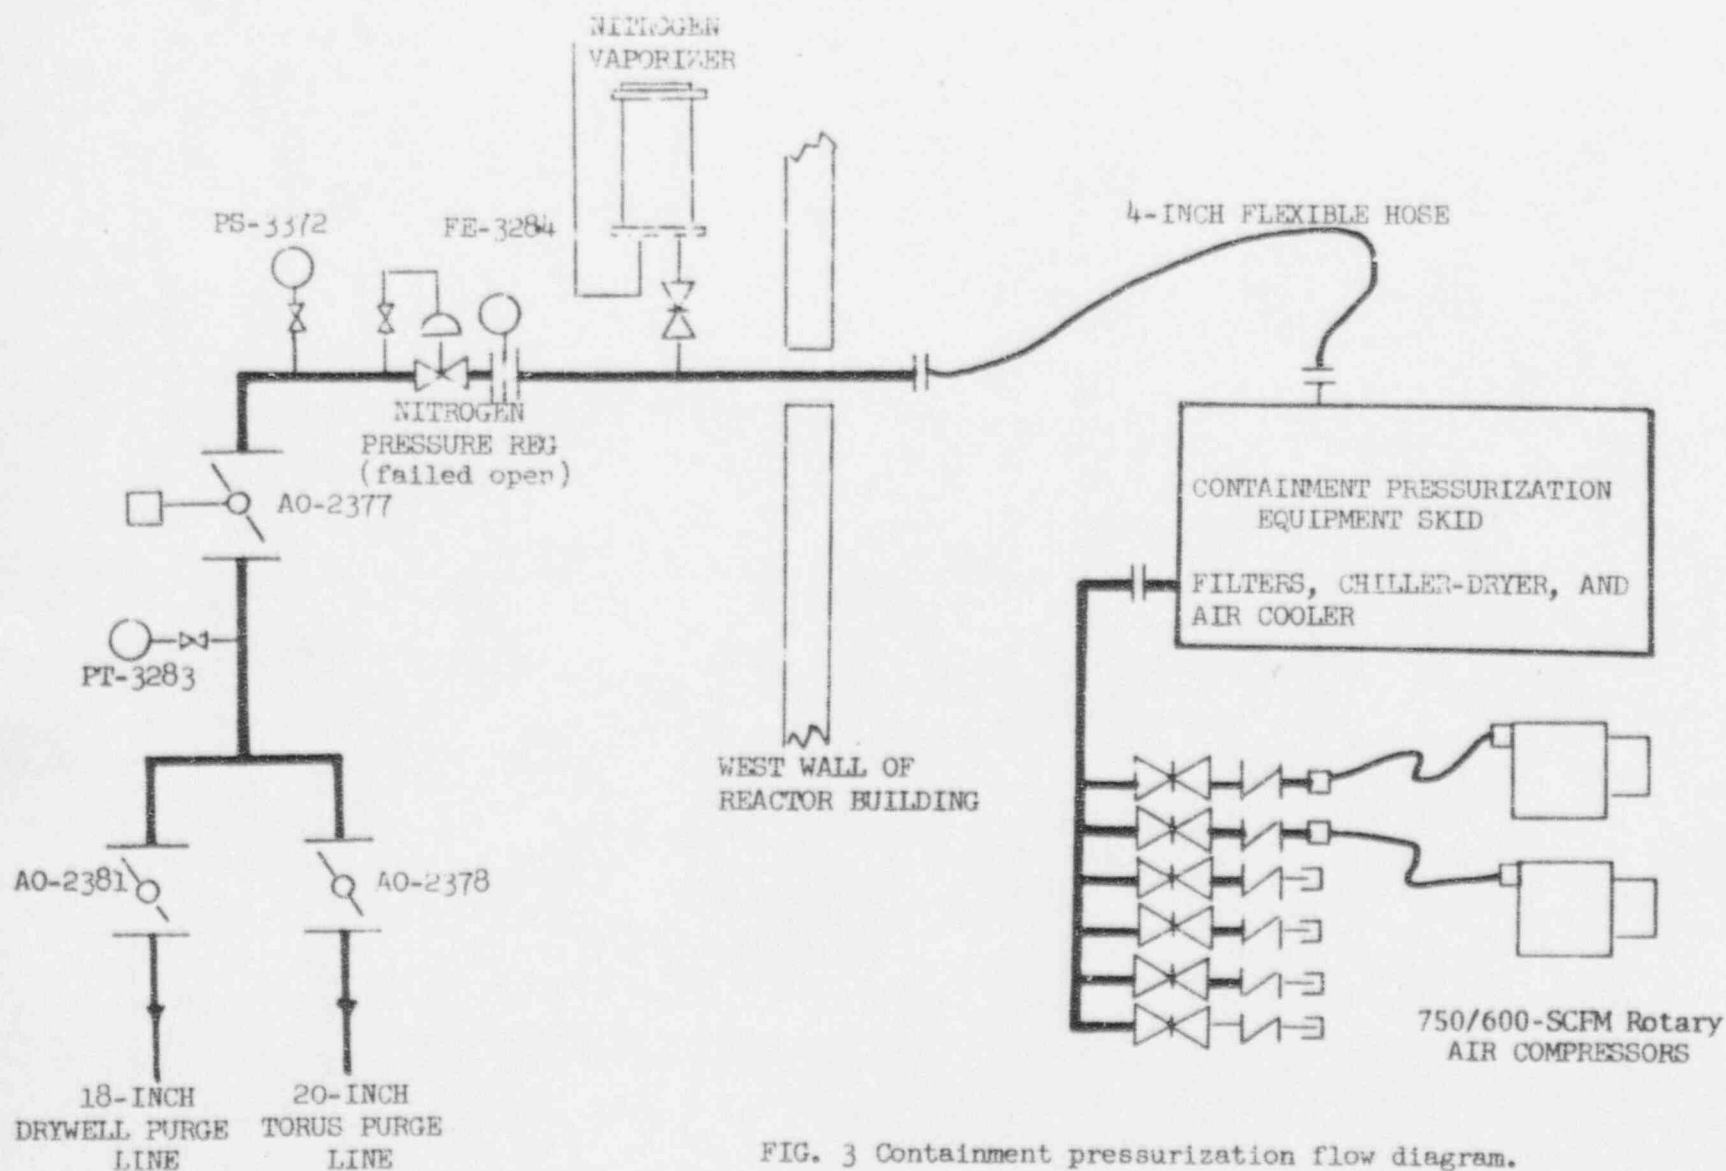 NITROGEN
VAPORIZER
PS-3372
FE-3284
4-INCH FLEXIBLE HOSE
NITROGEN
PRESSURE REG
(failed open)
AO-2377
CONTAINMENT PRESSURIZATION
EQUIPMENT SKID
FILTERS, CHILLER-DRYER, AND
AIR COOLER
PT-3283
WEST WALL OF
REACTOR BUILDING
AO-2381
AO-2378
750/600-SCFM Rotary
AIR COMPRESSORS
18-INCH
DRYWELL PURGE
LINE
20-INCH
TORUS PURGE
LINE
FIG. 3 Containment pressurization flow diagram.